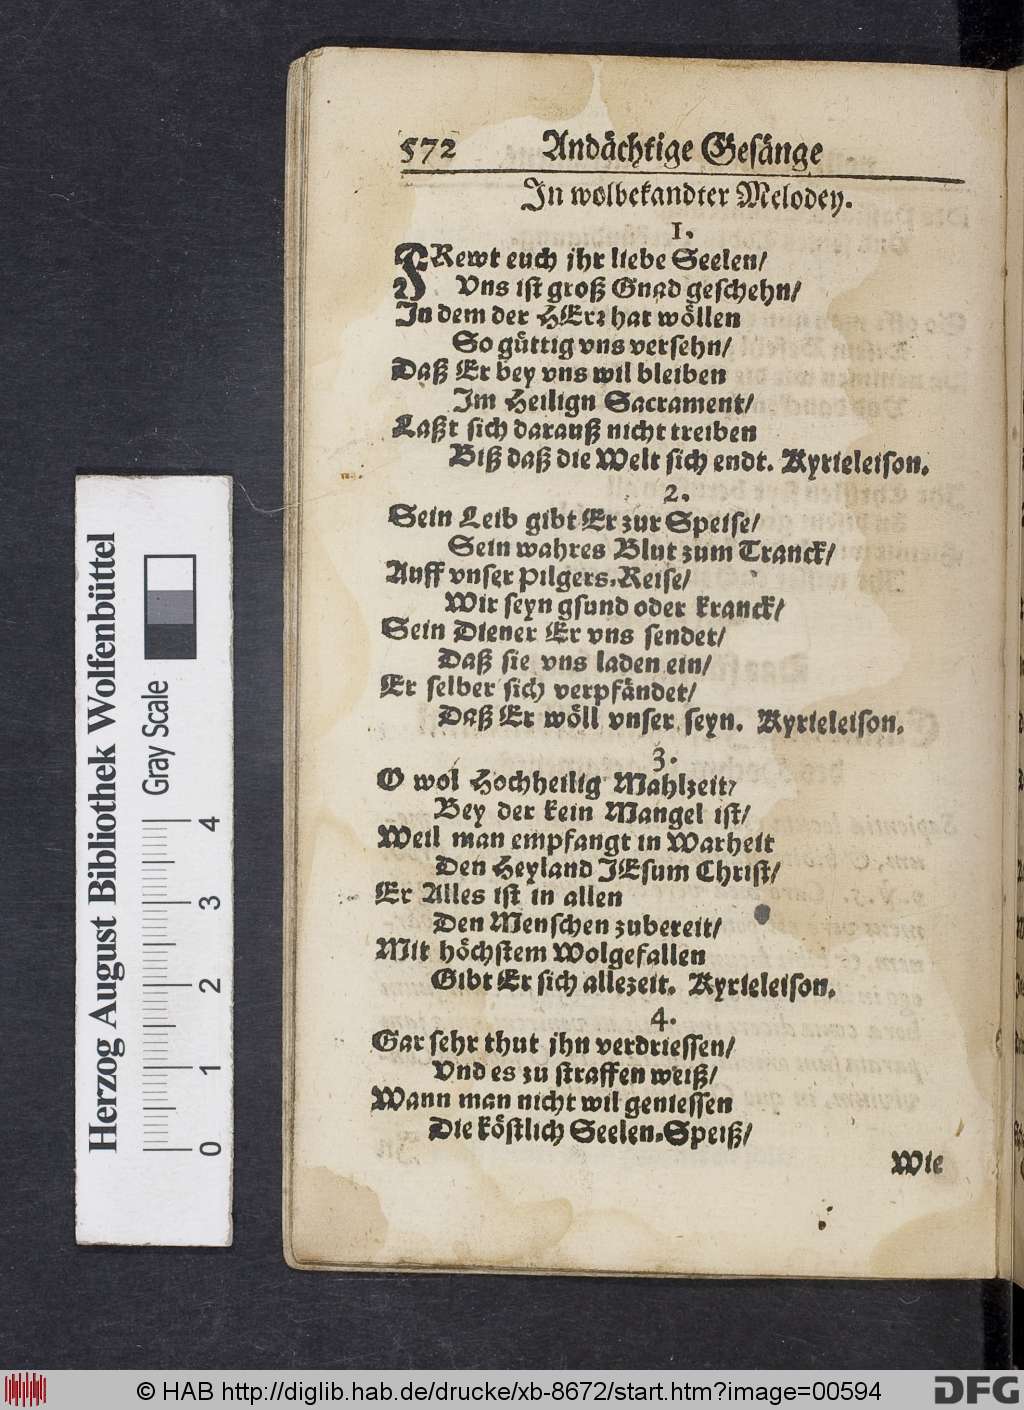 572 Andächtige Gesänge
In wolbekandter Melodey.
1.
FRewt euch jhr liebe Seelen/
Vns ist groß Gnad geschehn/
In dem der HErr hat wöllen
So güttig vns versehn/
Daß Er bey vns wil bleiben
Im Heilign Sacrament/
Laßt sich darauß nicht treiben
Biß daß die Welt sich endt. Kyrieleison.
2.
Sein Leib gibt Er zur Speise/
Sein wahres Blut zum Tranck/
Auff vnser Pilgers-Reise/
Wir seyn gsund oder kranck/
Sein Diener Er vns sendet/
Daß sie vns laden ein/
Er selber sich verpfändet/
Daß Er wöll vnser seyn. Kyrieleison.
3.
O wol Hochheilig Mahlzeit/
Bey der kein Mangel ist/
Weil man empfangt in Warheit
Den Heyland JEsum Christ/
Er Alles ist in allen
Den Menschen zubereit/
Mit höchstem Wolgefallen
Gibt Er sich allezeit. Kyrieleison.
4.
Gar sehr thut jhn verdriessen/
Vnd es zu straffen weiß/
Wann man nicht wil geniessen
Die köstlich Seelen-Speiß/
Wie
Herzog August Bibliothek Wolfenbüttel
Gray Scale
0 1 2 3 4
© HAB http://diglib.hab.de/drucke/xb-8672/start.htm?image=00594
DFG